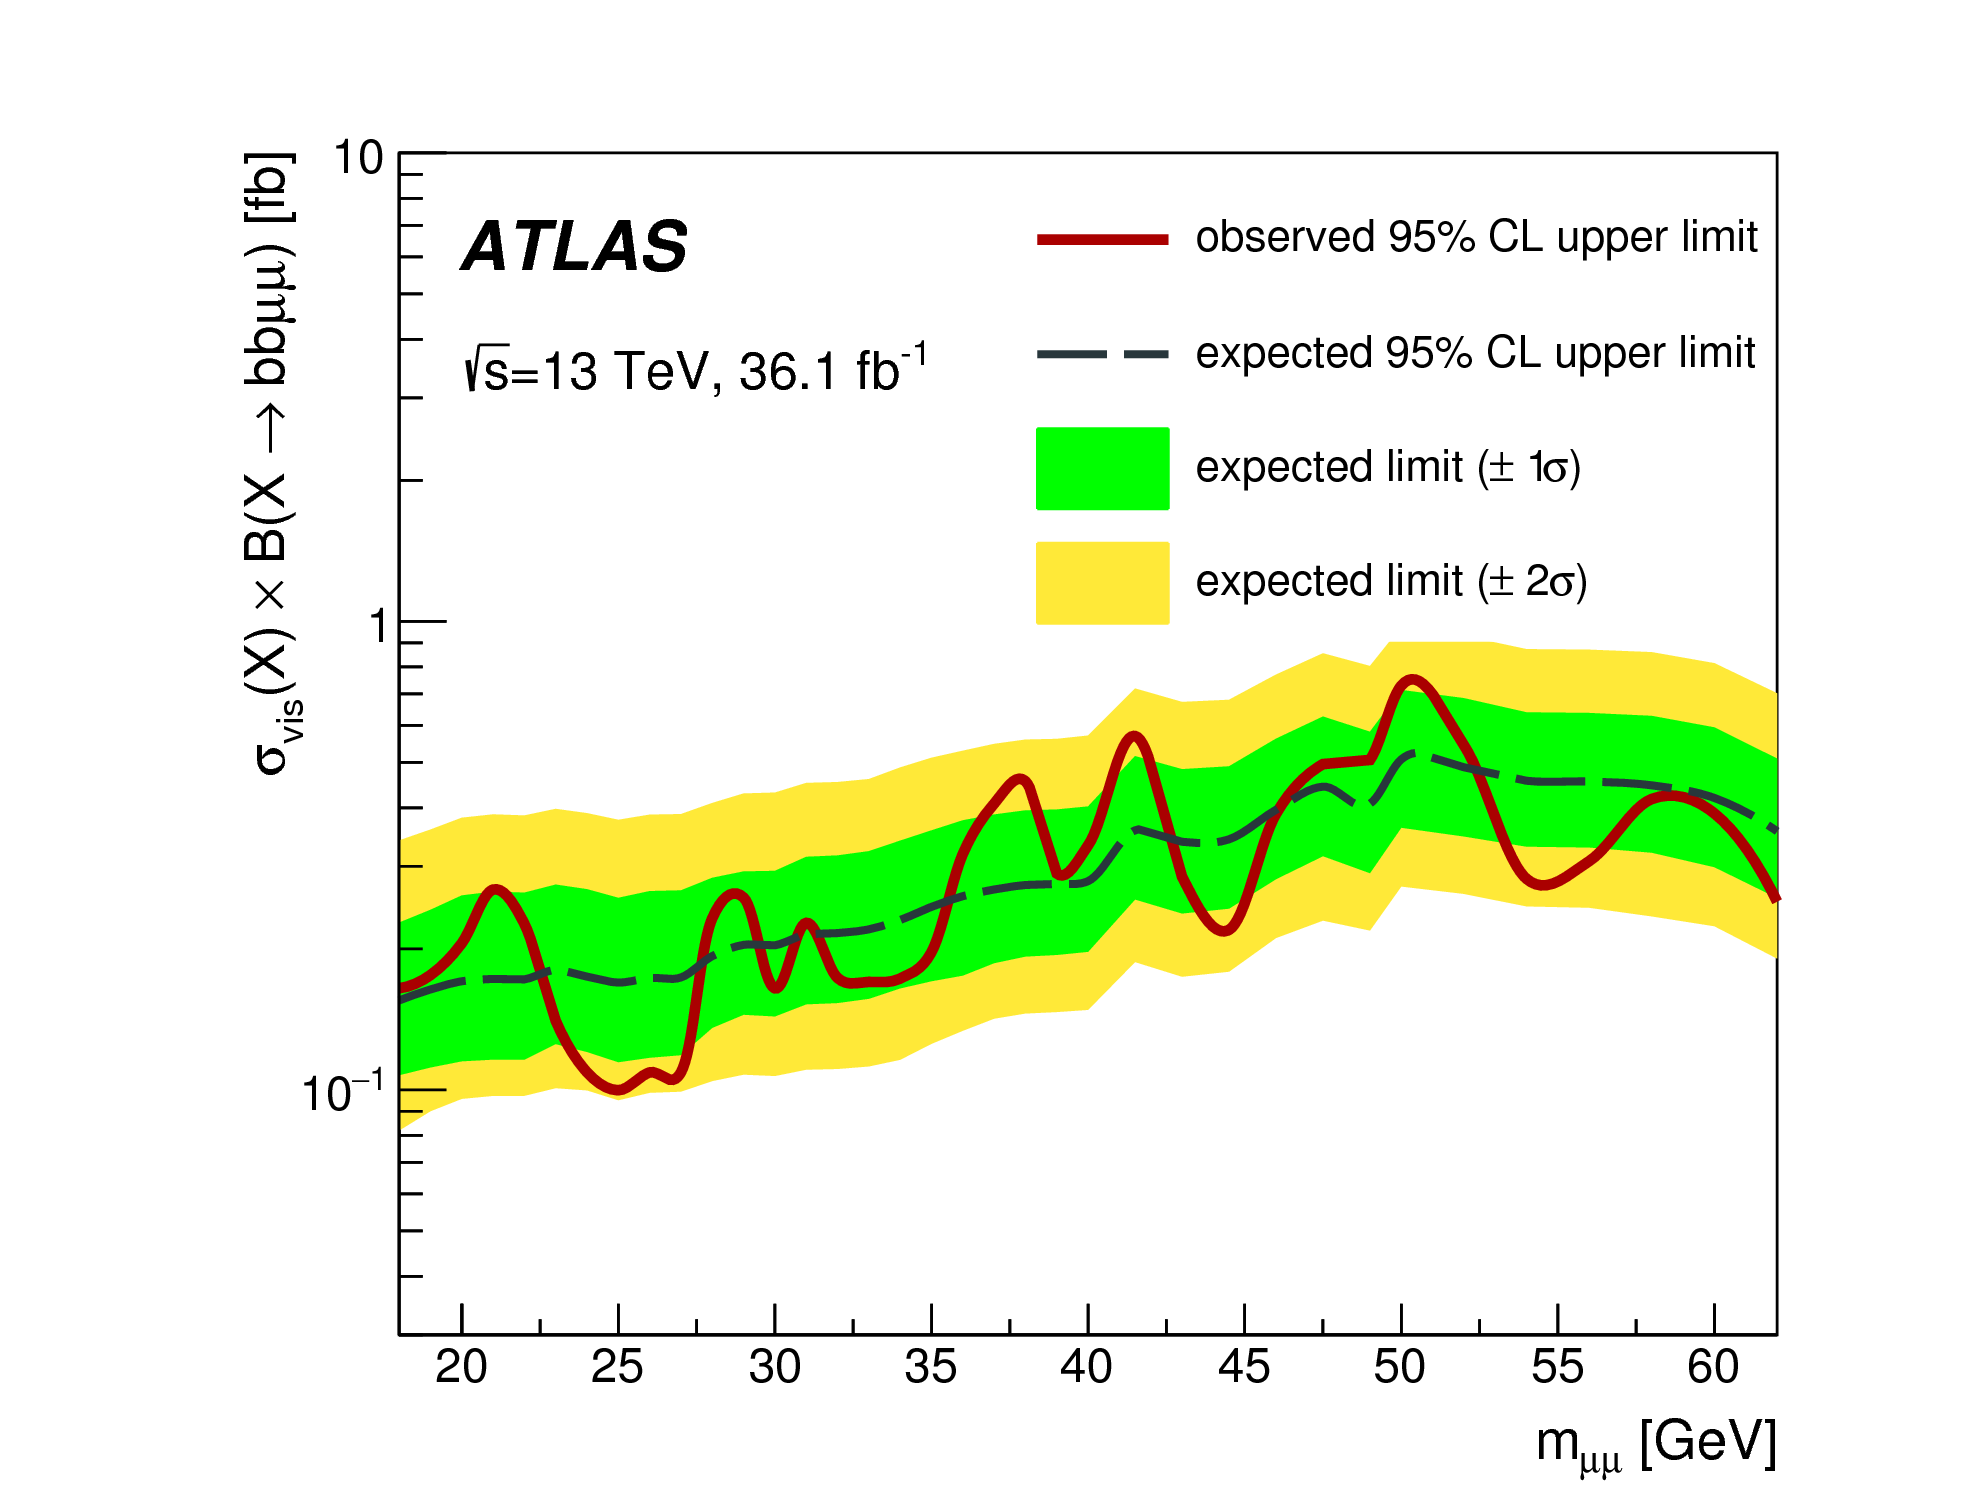 σvis(X) × B(X → bbμμ) [fb]
10
1
10⁻¹
ATLAS
√s=13 TeV, 36.1 fb⁻¹
observed 95% CL upper limit
expected 95% CL upper limit
expected limit (± 1σ)
expected limit (± 2σ)
20 25 30 35 40 45 50 55 60
mμμ [GeV]